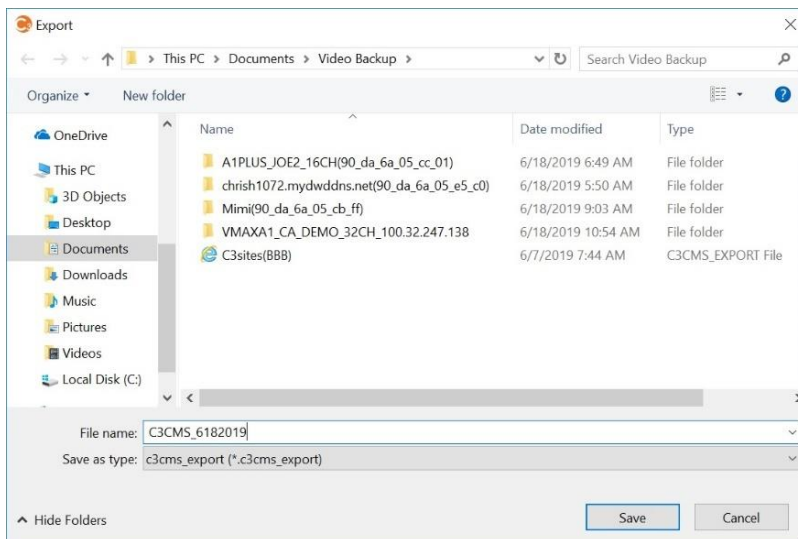 Export
This PC > Documents > Video Backup >
Search Video Backup
Organize
New folder
Name
Date modified
Type
OneDrive
This PC
3D Objects
Desktop
Documents
Downloads
Music
Pictures
Videos
Local Disk (C:)
A1PLUS_JOE2_16CH(90_da_6a_05_cc_01) 6/18/2019 6:49 AM File folder
chrish1072.mydwddns.net(90_da_6a_05_e5_c0) 6/18/2019 5:50 AM File folder
Mimi(90_da_6a_05_cb_ff) 6/18/2019 9:03 AM File folder
VMAXA1_CA_DEMO_32CH_100.32.247.138 6/18/2019 10:54 AM File folder
C3sites(BBB) 6/7/2019 7:44 AM C3CMS_EXPORT File
File name: C3CMS_6182019
Save as type: c3cms_export (*.c3cms_export)
Hide Folders
Save
Cancel